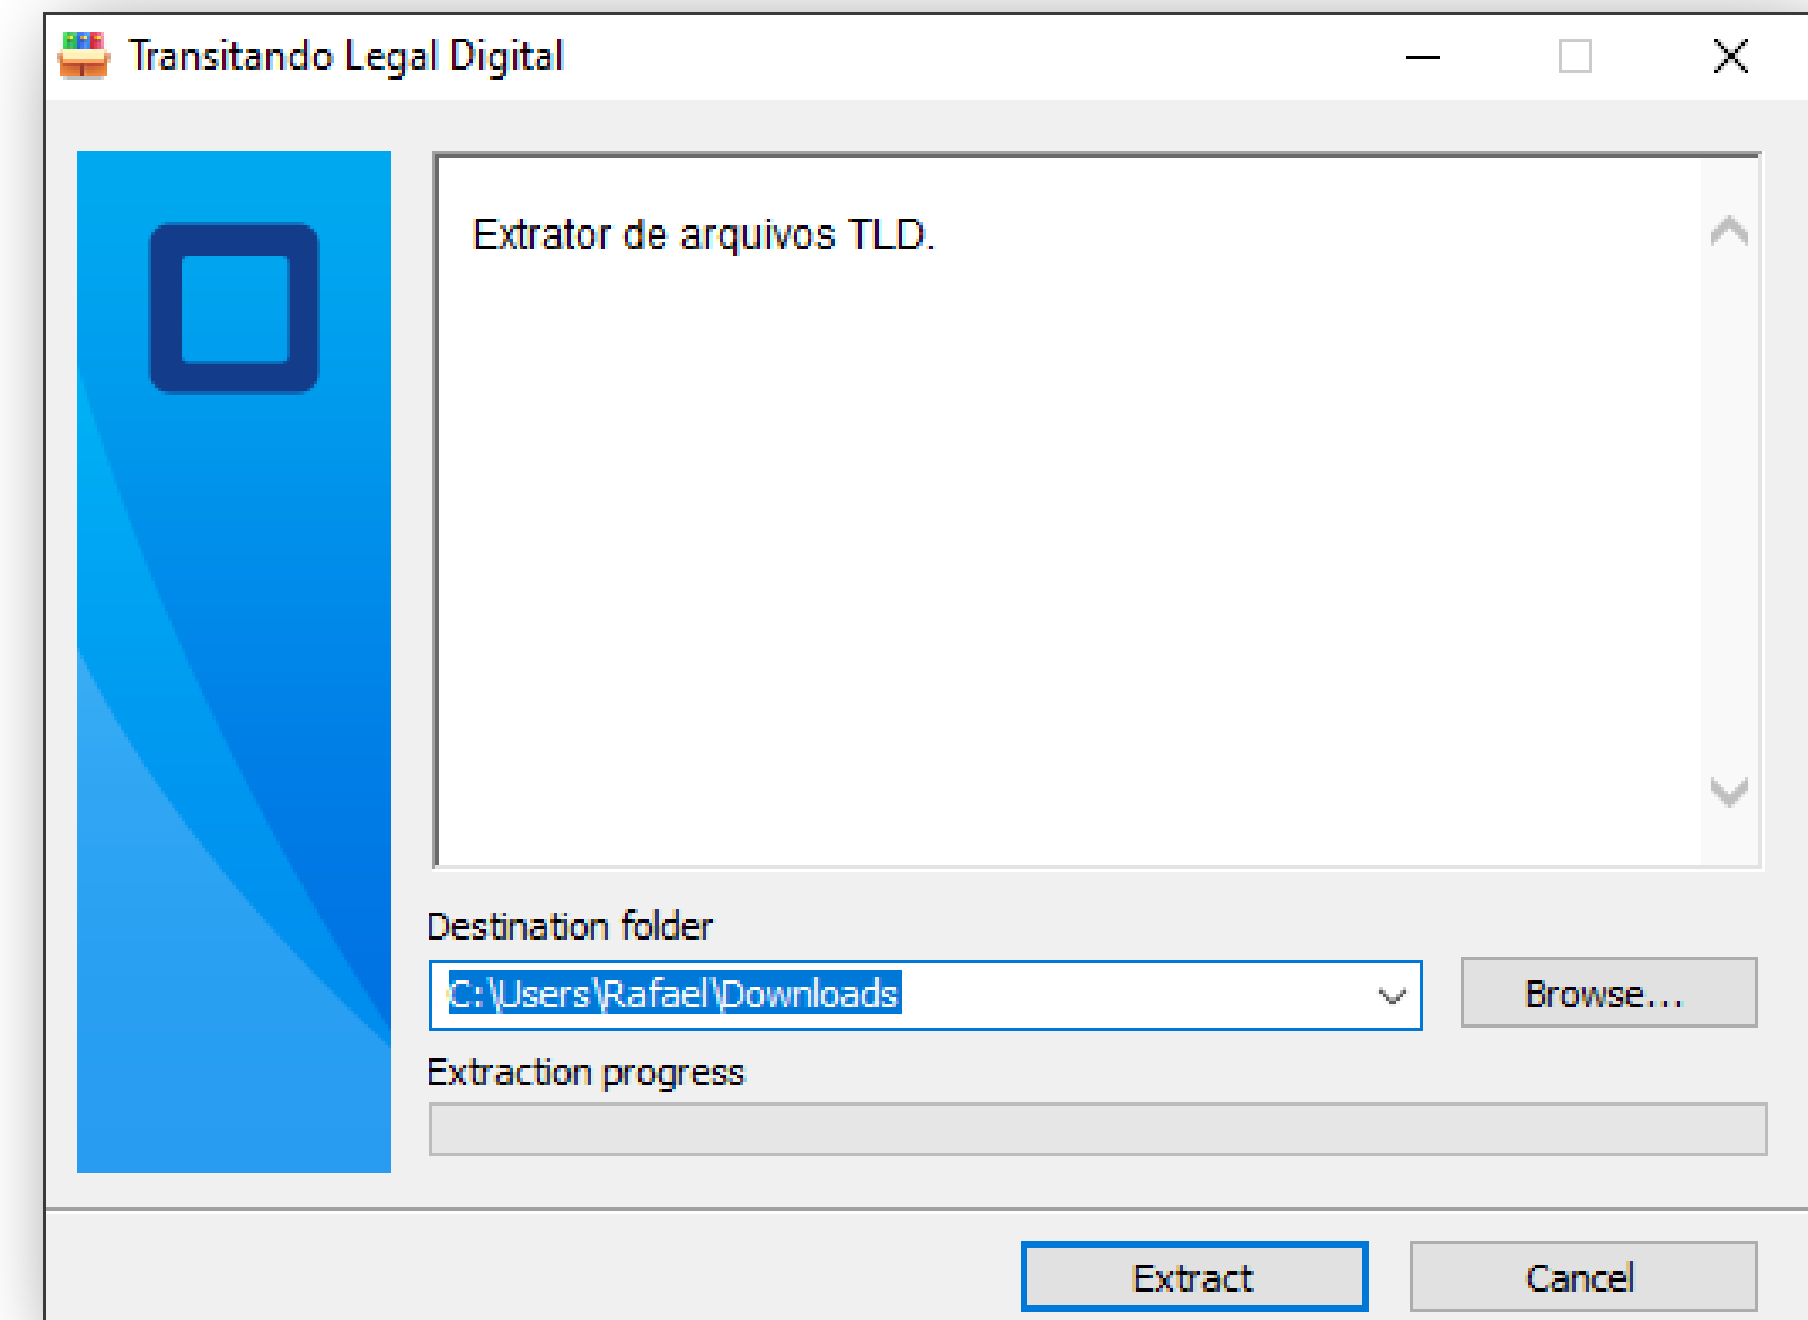 Transitando Legal Digital
Extrator de arquivos TLD.
Destination folder
C:\Users\Rafael\Downloads
Browse...
Extraction progress
Extract
Cancel